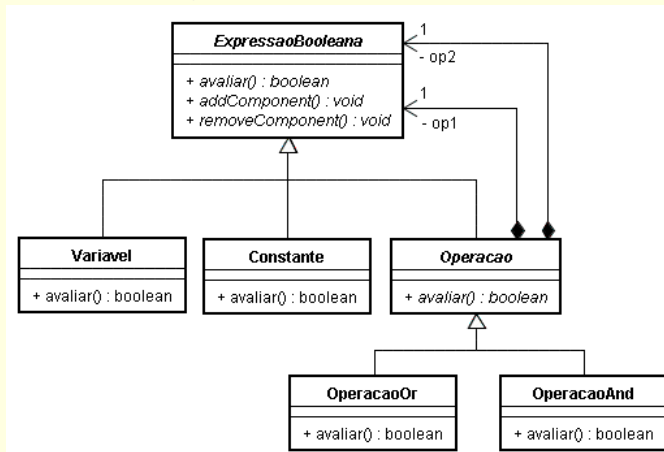 ExpressaoBooleana
+ avaliar() : boolean
+ addComponent() : void
+ removeComponent() : void
1
- op2
1
- op1
Variavel
+ avaliar() : boolean
Constante
+ avaliar() : boolean
Operacao
+ avaliar() : boolean
OperacaoOr
+ avaliar() : boolean
OperacaoAnd
+ avaliar() : boolean